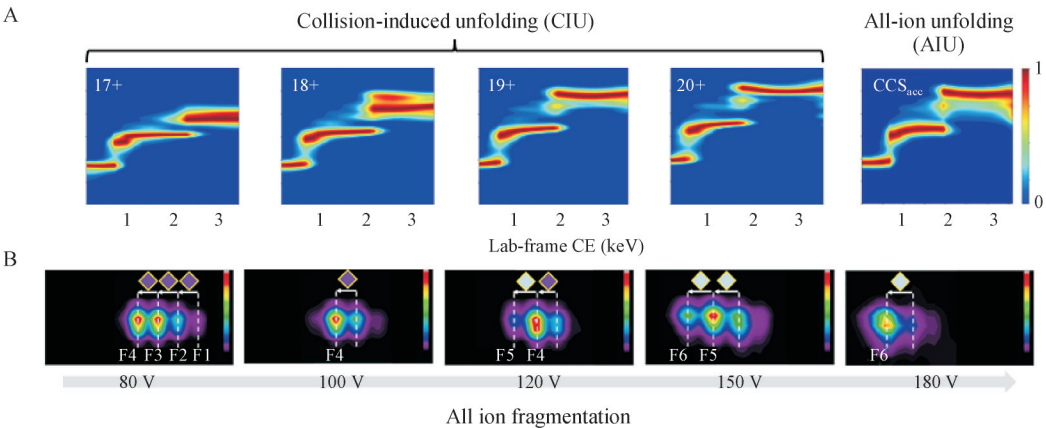 A
Collision-induced unfolding (CIU)
All-ion unfolding
(AIU)
17+
18+
19+
20+
CCSacc
1
0
1 2 3
1 2 3
1 2 3
1 2 3
1 2 3
Lab-frame CE (keV)
B
F4 F3 F2 F1
F4
F5 F4
F6 F5
F6
80 V
100 V
120 V
150 V
180 V
All ion fragmentation